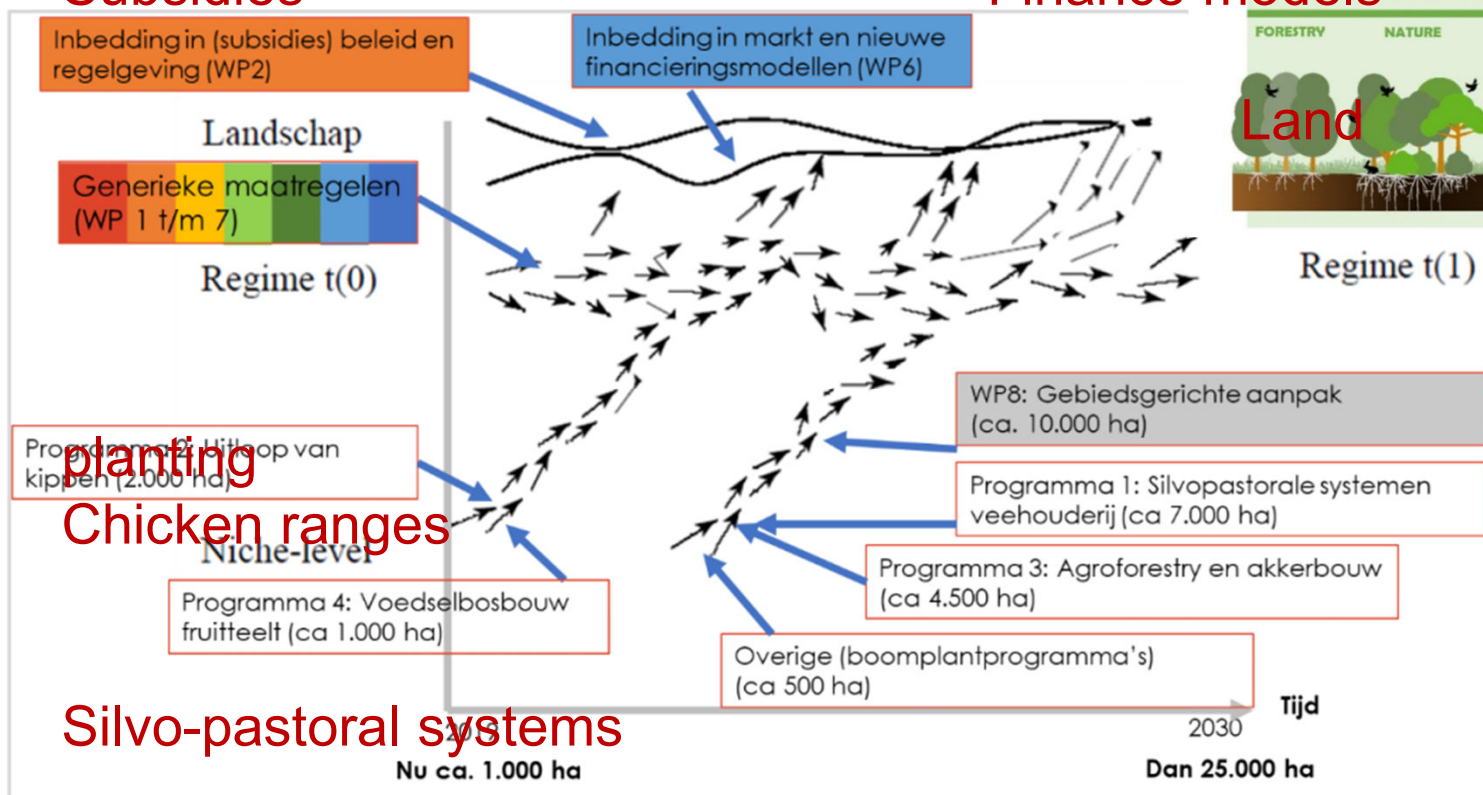 Subsidies
Finance models
Inbedding in (subsidies) beleid en
regelgeving (WP2)
Inbedding in markt en nieuwe
financieringsmodellen (WP6)
FORESTRY
NATURE
Landschap
Land
Generieke maatregelen
(WP 1 t/m 7)
Regime t(0)
Regime t(1)
WP8: Gebiedsgerichte aanpak
(ca. 10.000 ha)
Programma 2: Uitloop van
kippen (2.000 ha)
planting
Programma 1: Silvopastorale systemen
veehouderij (ca 7.000 ha)
Chicken ranges
Niche-level
Programma 3: Agroforestry en akkerbouw
(ca 4.500 ha)
Programma 4: Voedselbosbouw
fruitteelt (ca 1.000 ha)
Overige (boomplantprogramma's)
(ca 500 ha)
Silvo-pastoral systems
Tijd
2030
Nu ca. 1.000 ha
Dan 25.000 ha